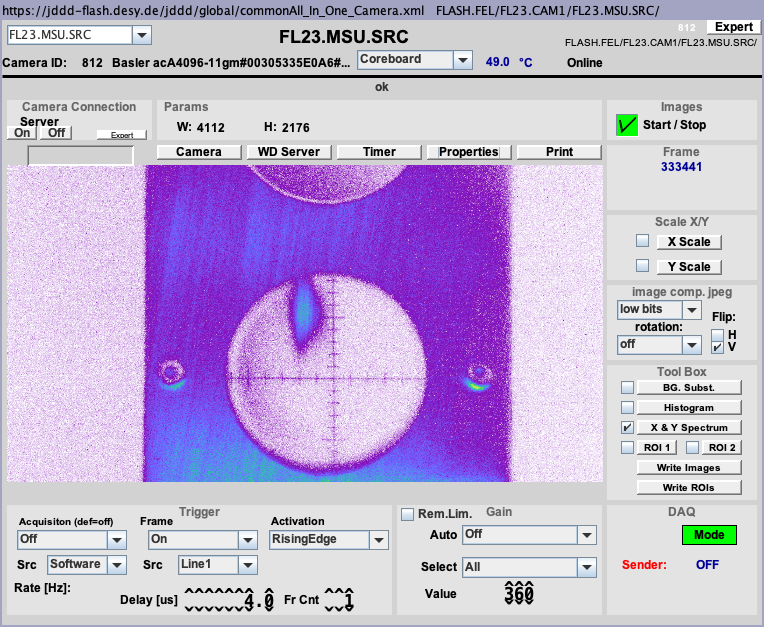 https://jddd-flash.desy.de/jddd/global/commonAll_In_One_Camera.xml FLASH.FEL/FL23.CAM1/FL23.MSU.SRC/
FL23.MSU.SRC
FL23.MSU.SRC
812
Expert
FLASH.FEL/FL23.CAM1/FL23.MSU.SRC/
Camera ID: 812 Basler acA4096-11gm#00305335E0A6#... Coreboard 49.0 °C Online
ok
Camera Connection
Server
On Off Expert
Params
W: 4112 H: 2176
Camera WD Server Timer Properties Print
Images
Start / Stop
Frame
333441
Scale X/Y
X Scale
Y Scale
image comp. jpeg
low bits
Flip:
rotation:
H
off
V
Tool Box
BG. Subst.
Histogram
X & Y Spectrum
ROI 1 ROI 2
Write Images
Write ROIs
Trigger
Acquisiton (def=off) Frame Activation
Off On RisingEdge
Src Software Src Line1
Rate [Hz]:
Delay [us] 4.0 Fr Cnt 1
Rem.Lim. Gain
Auto Off
Select All
Value 360
DAQ
Mode
Sender: OFF